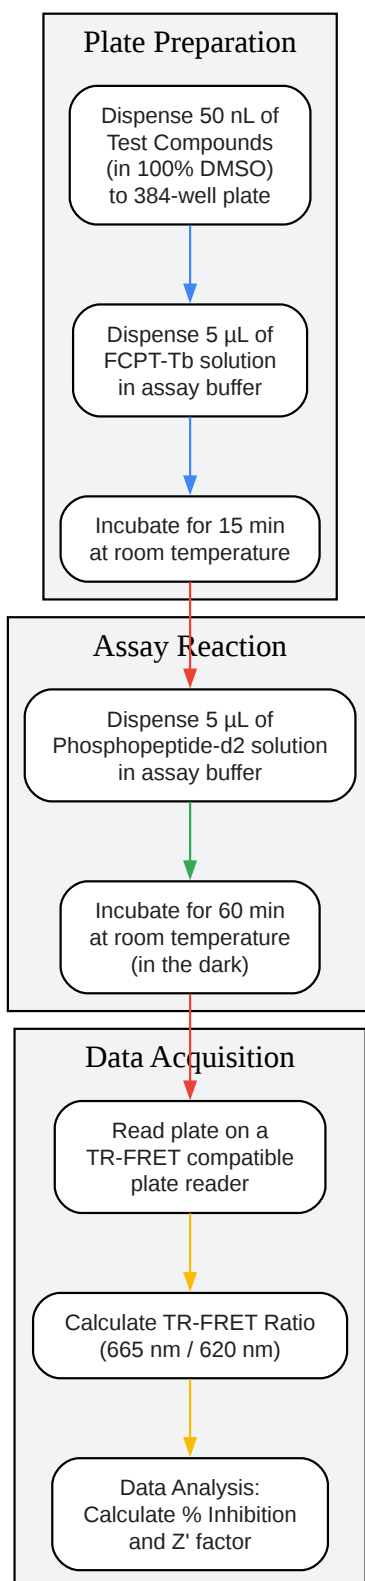 Plate Preparation
Dispense 50 nL of
Test Compounds
(in 100% DMSO)
to 384-well plate
Dispense 5 µL of
FCPT-Tb solution
in assay buffer
Incubate for 15 min
at room temperature
Assay Reaction
Dispense 5 µL of
Phosphopeptide-d2 solution
in assay buffer
Incubate for 60 min
at room temperature
(in the dark)
Data Acquisition
Read plate on a
TR-FRET compatible
plate reader
Calculate TR-FRET Ratio
(665 nm / 620 nm)
Data Analysis:
Calculate % Inhibition
and Z' factor